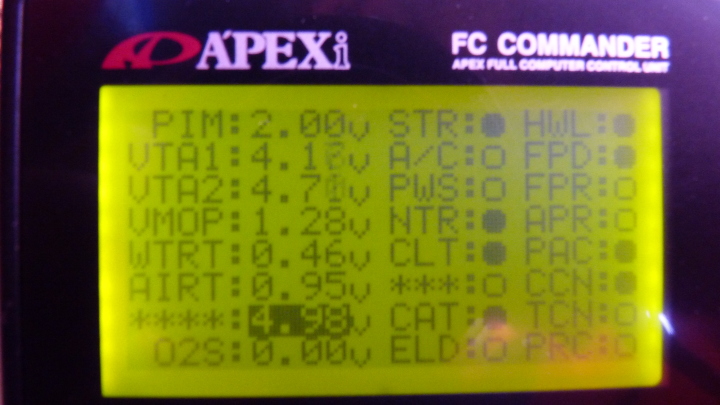 A'PEXi
FC COMMANDER
APEX FULL COMPUTER CONTROL UNIT
PIM:2.00v STR:● HWL:●
VTA1:4.16v A/C:○ FPD:●
VTA2:4.70v PWS:○ FPR:○
VMOP:1.28v NTR:● APR:○
WTRT:0.46v CLT:● PAC:●
AIRT:0.95v ***:○ CCN:●
****:4.98v CAT:● TCN:○
O2S:0.00v ELD:○ PRC:○